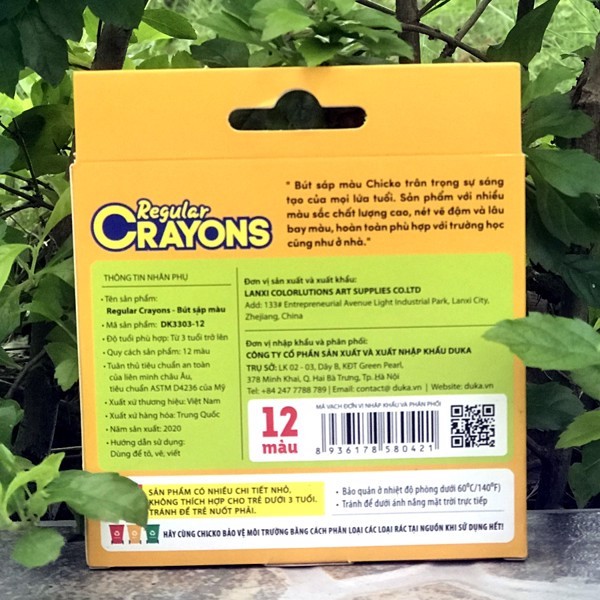 Regular
CRAYONS
" Bút sáp màu Chicko trân trọng sự sáng
tạo của mọi lứa tuổi. Sản phẩm với nhiều
màu sắc chất lượng cao, nét vẽ đậm và lâu
bay màu, hoàn toàn phù hợp với trường học
cũng như ở nhà."
THÔNG TIN NHÃN PHỤ
• Tên sản phẩm:
Regular Crayons - Bút sáp màu
• Mã sản phẩm: DK3303-12
• Độ tuổi phù hợp: Từ 3 tuổi trở lên
• Quy cách sản phẩm: 12 màu
• Tuân thủ tiêu chuẩn an toàn
của liên minh châu Âu,
tiêu chuẩn ASTM D4236 của Mỹ
• Xuất xứ thương hiệu: Việt Nam
• Xuất xứ hàng hóa: Trung Quốc
• Năm sản xuất: 2020
• Hướng dẫn sử dụng:
Dùng để tô, vẽ, viết
Đơn vị sản xuất và xuất khẩu:
LANXI COLORLUTIONS ART SUPPLIES CO.LTD
Add: 133# Entrepreneurial Avenue Light Industrial Park, Lanxi City,
Zhejiang, China
Đơn vị nhập khẩu và phân phối:
CÔNG TY CỔ PHẦN SẢN XUẤT VÀ XUẤT NHẬP KHẨU DUKA
TRỤ SỞ: LK 02 - 03, Dãy B, KĐT Green Pearl,
378 Minh Khai, Q. Hai Bà Trưng, Tp. Hà Nội
Tel: +84 247 7788 789 | Email: contact@duka.vn | Website: duka.vn
12
màu
MÃ VẠCH ĐƠN VỊ NHẬP KHẨU VÀ PHÂN PHỐI
8 936178 580421
SẢN PHẨM CÓ NHIỀU CHI TIẾT NHỎ,
KHÔNG THÍCH HỢP CHO TRẺ DƯỚI 3 TUỔI.
TRÁNH ĐỂ TRẺ NUỐT PHẢI.
• Bảo quản ở nhiệt độ phòng dưới 60°C/140°F)
• Tránh để dưới ánh nắng mặt trời trực tiếp
HÃY CÙNG CHICKO BẢO VỆ MÔI TRƯỜNG BẰNG CÁCH PHÂN LOẠI CÁC LOẠI RÁC TẠI NGUỒN KHI SỬ DỤNG HẾT!